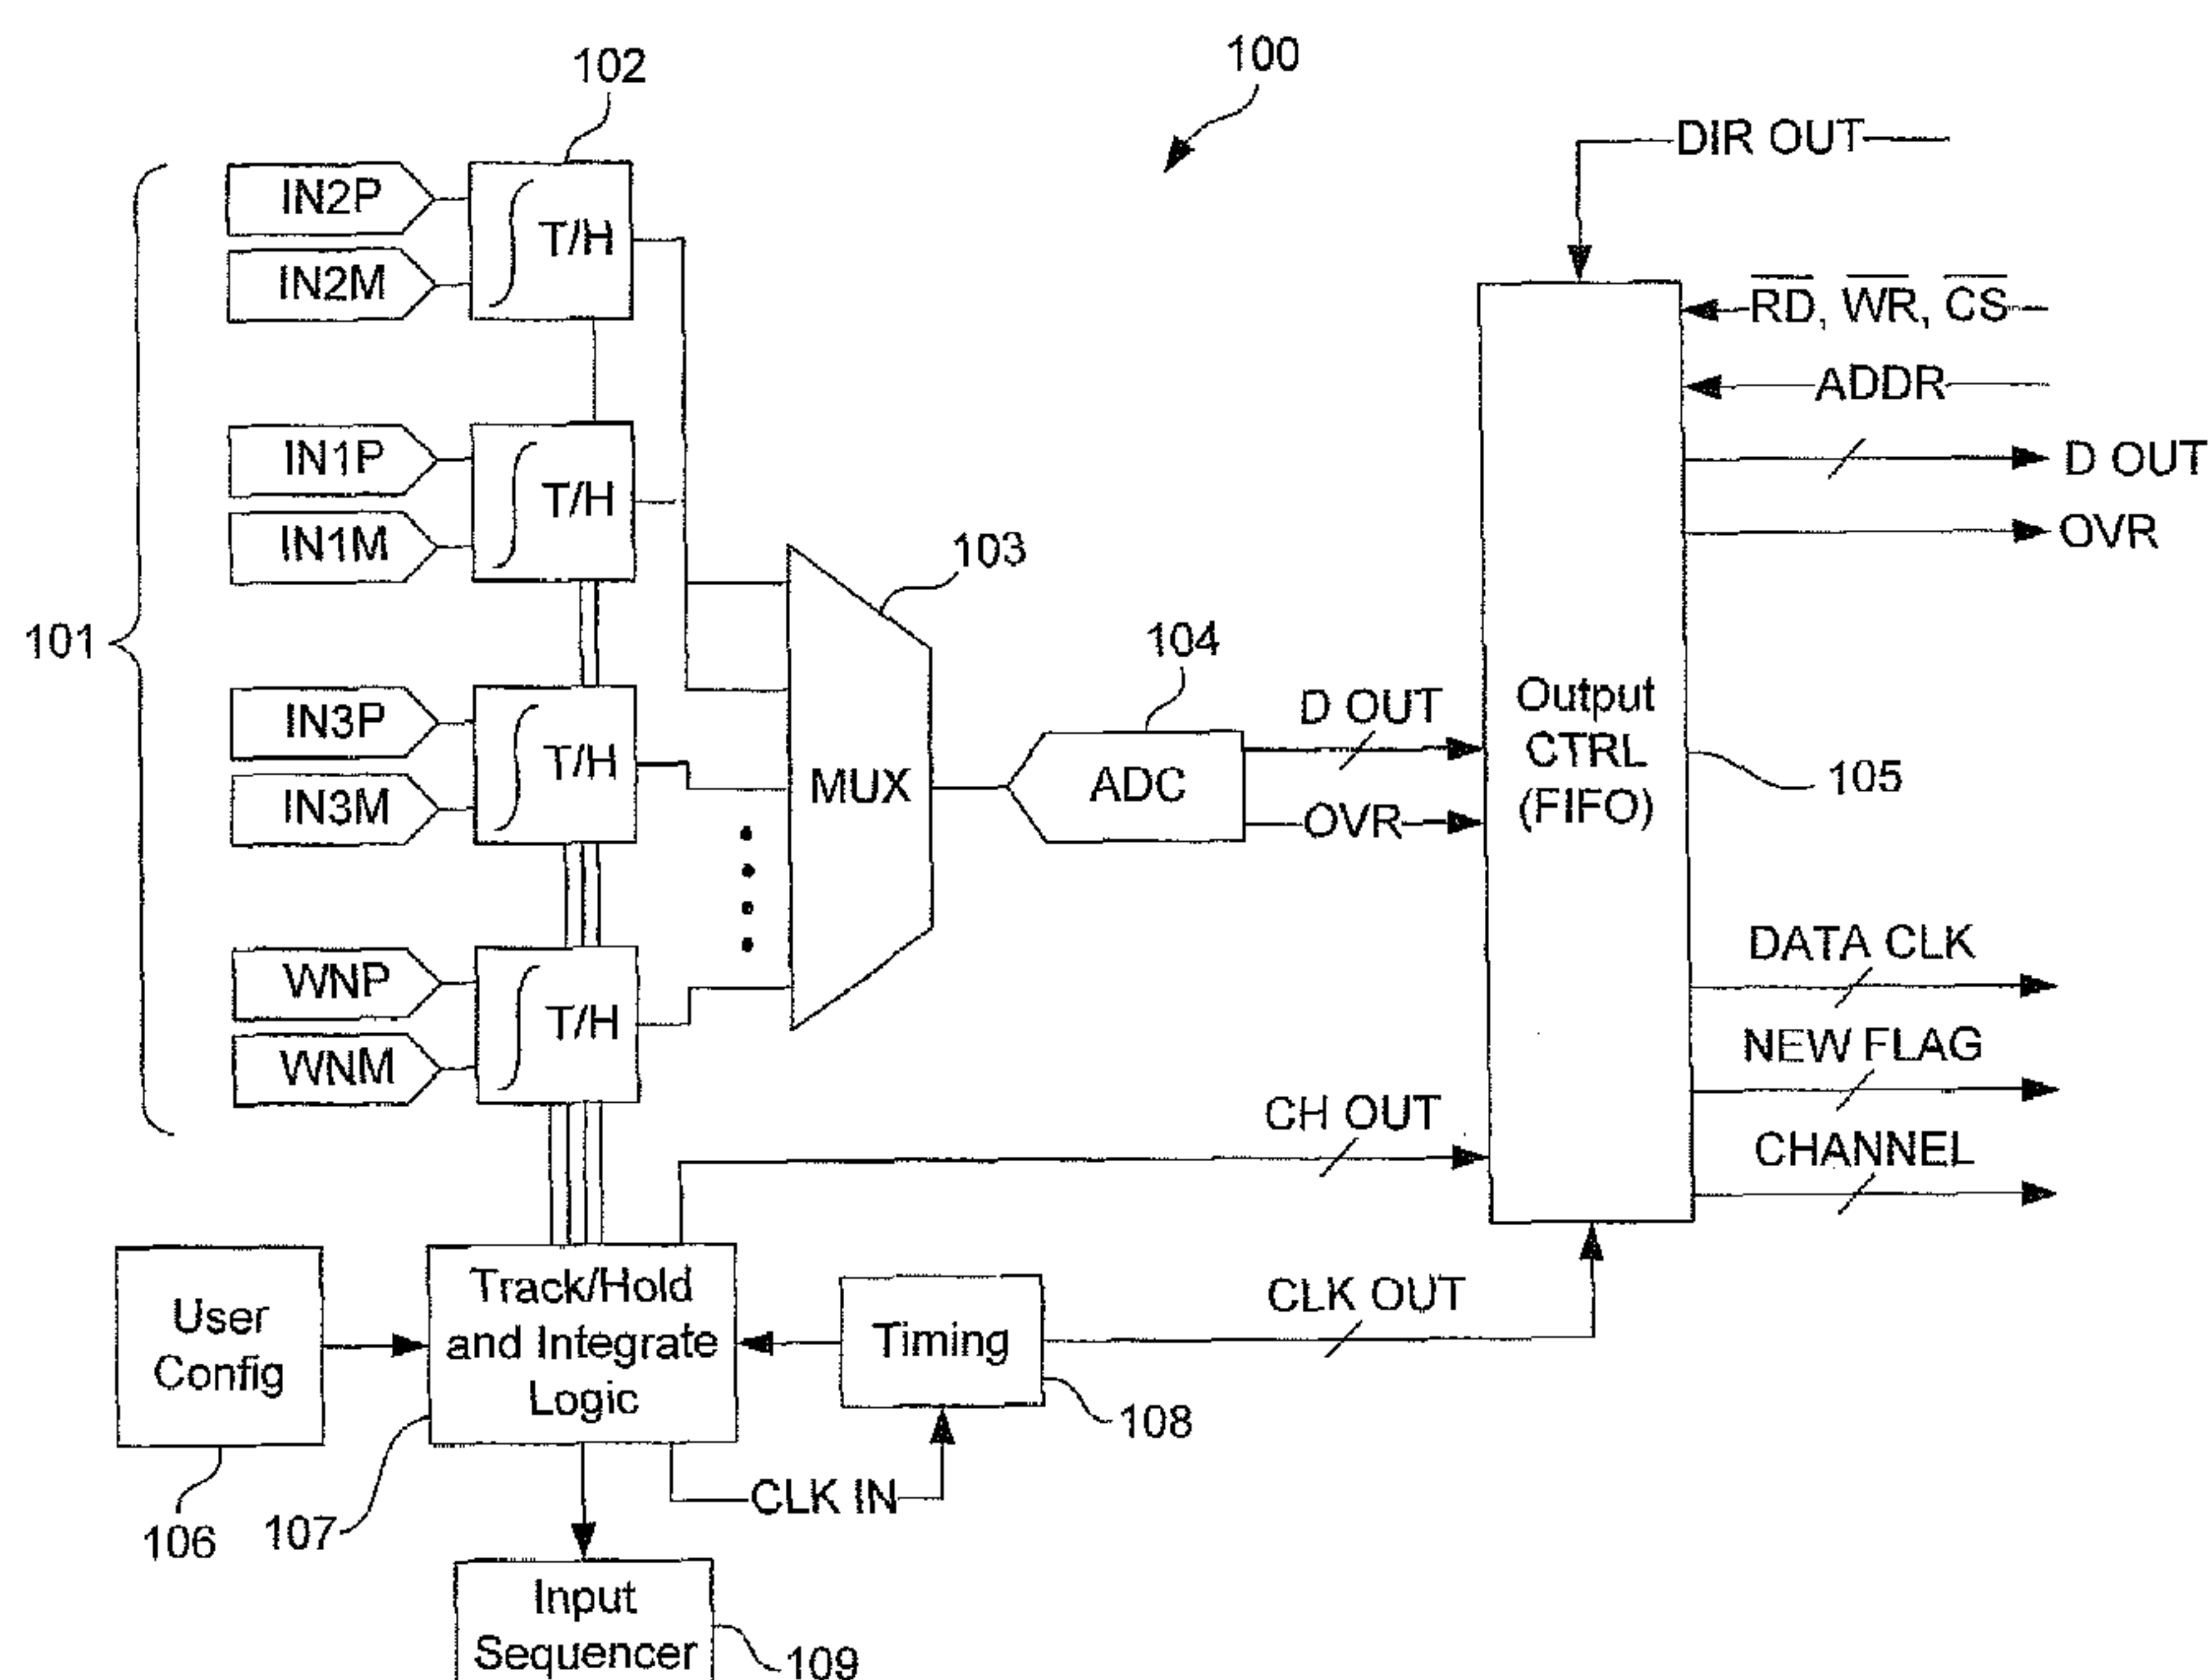 102
100
DIR OUT
IN2P
T/H
IN2M
RD, WR, CS
ADDR
D OUT
OVR
IN1P
T/H
IN1M
103
101
104
IN3P
T/H
IN3M
MUX
ADC
D OUT
OVR
Output
CTRL
(FIFO)
105
WNP
T/H
WNM
DATA CLK
NEW FLAG
CHANNEL
CH OUT
User
Config
Track/Hold
and Integrate
Logic
Timing
CLK OUT
108
CLK IN
106
107
Input
Sequencer
109